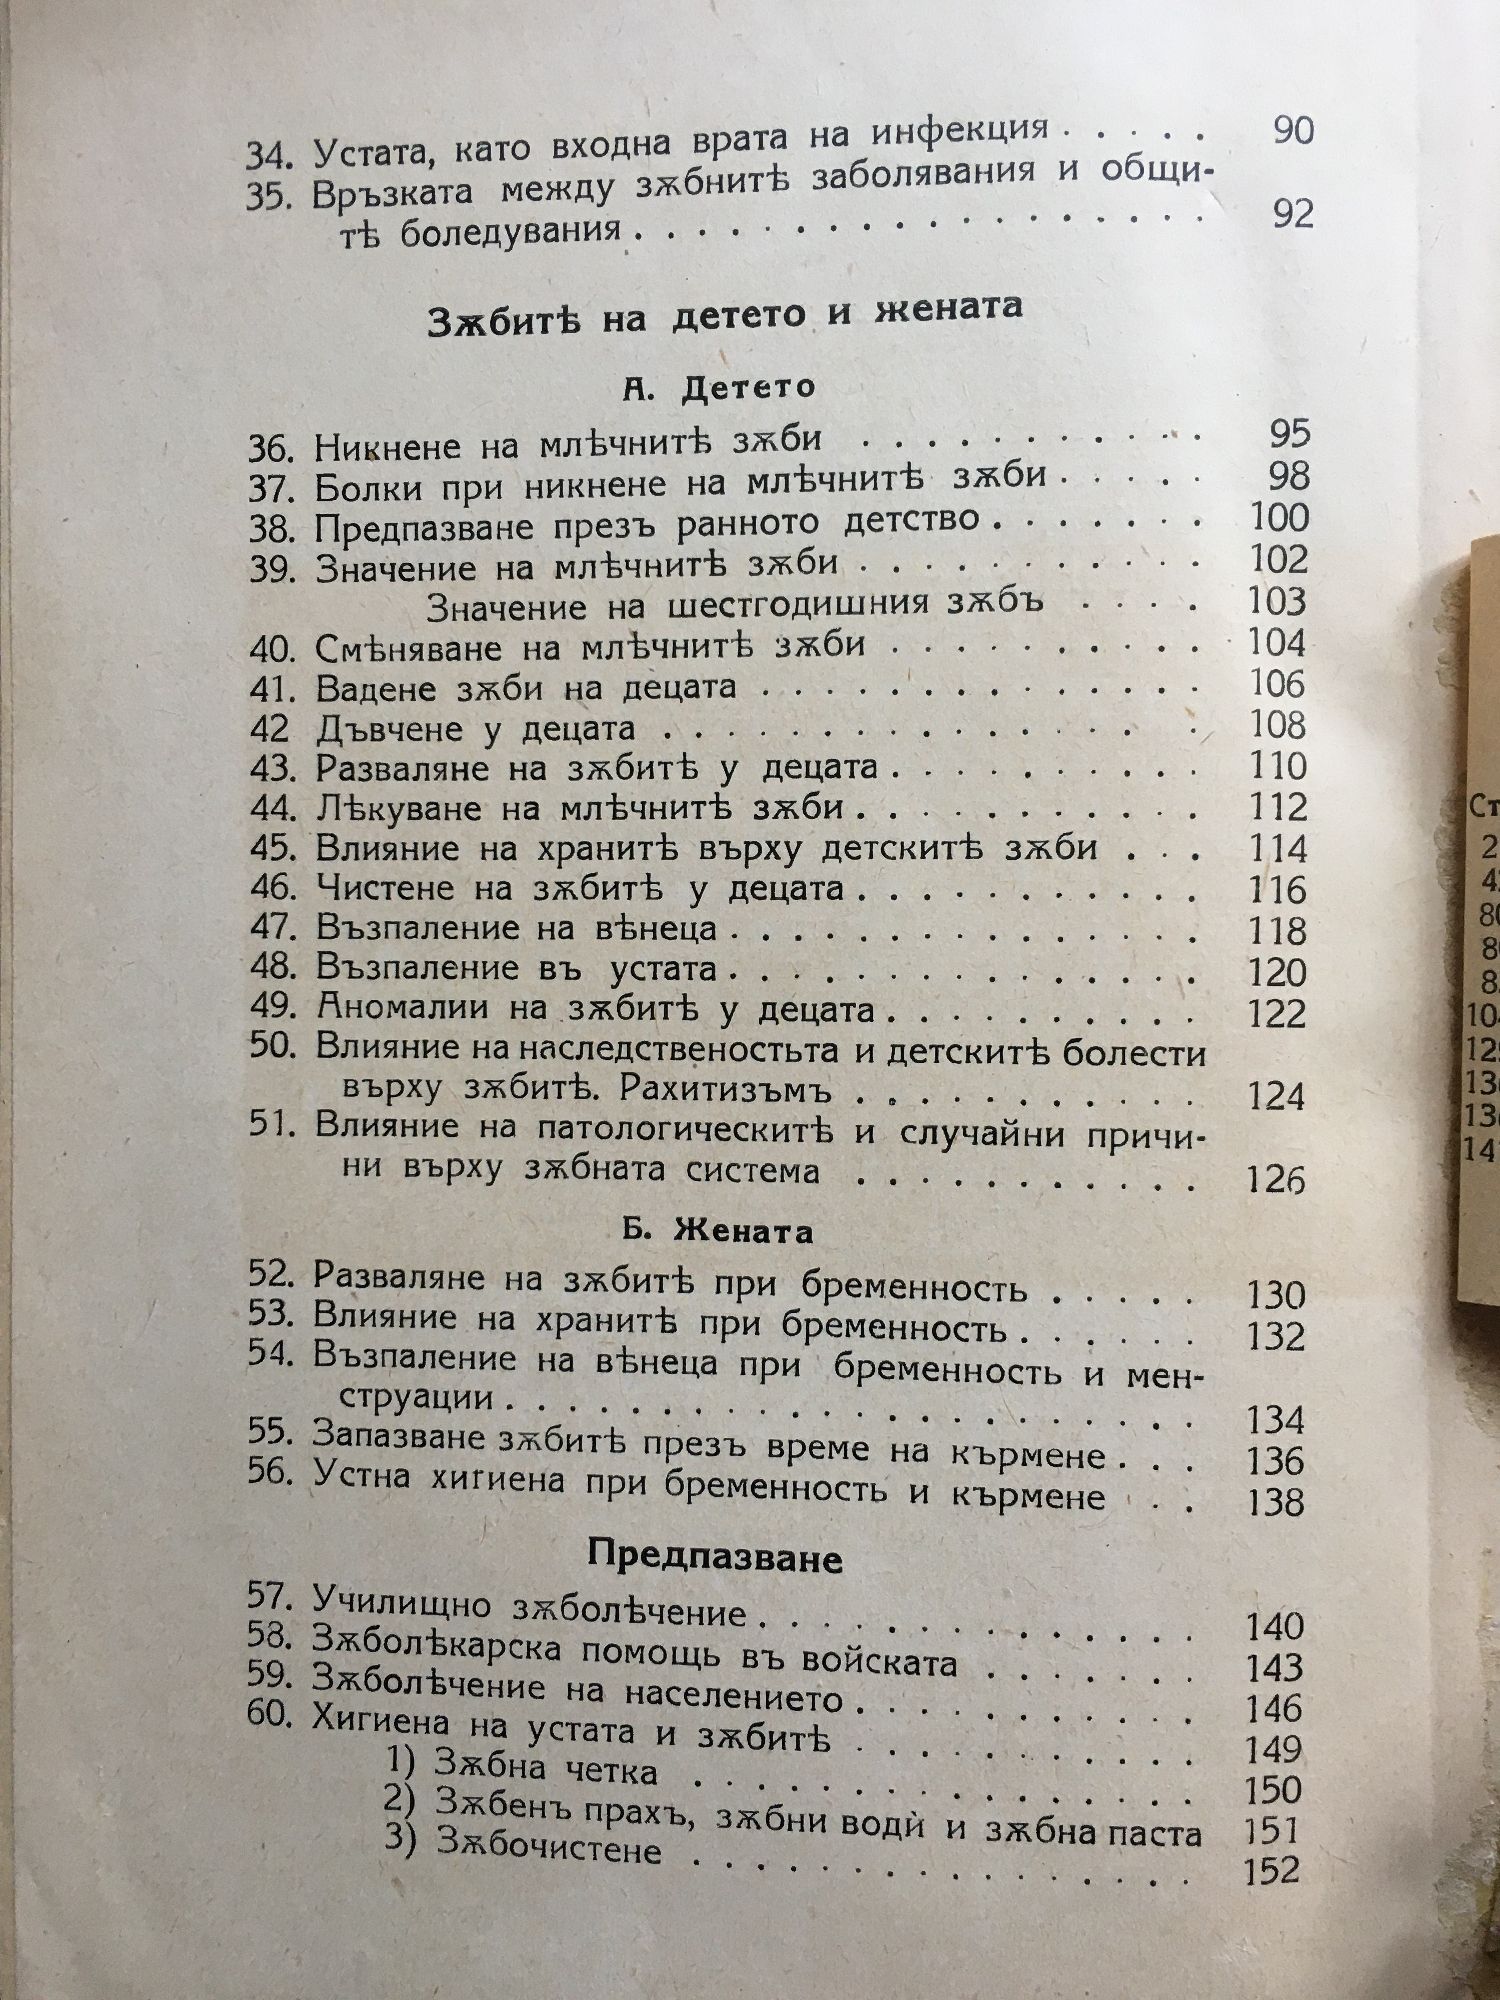 34. Устата, като входна врата на инфекция . . . . . 90
35. Връзката между зѫбнитѣ заболявания и общи-
тѣ боледувания . . . . . . . . . . . . . . . . . . 92
Зѫбитѣ на детето и жената
А. Детето
36. Никнене на млѣчнитѣ зѫби . . . . . . . . . . . 95
37. Болки при никнене на млѣчнитѣ зѫби . . . . . 98
38. Предпазване презъ ранното детство . . . . . . . 100
39. Значение на млѣчнитѣ зѫби . . . . . . . . . . . 102
Значение на шестгодишния зѫбъ . . . . 103
40. Смѣняване на млѣчнитѣ зѫби . . . . . . . . . . 104
41. Вадене зѫби на децата . . . . . . . . . . . . . . 106
42 Дъвчене у децата . . . . . . . . . . . . . . . . 108
43. Разваляне на зѫбитѣ у децата . . . . . . . . . . 110
44. Лѣкуване на млѣчнитѣ зѫби . . . . . . . . . . . 112
45. Влияние на хранитѣ върху детскитѣ зѫби . . . 114
46. Чистене на зѫбитѣ у децата . . . . . . . . . . . 116
47. Възпаление на вѣнеца . . . . . . . . . . . . . . . 118
48. Възпаление въ устата . . . . . . . . . . . . . . . 120
49. Аномалии на зѫбитѣ у децата . . . . . . . . . . 122
50. Влияние на наследствеността и детскитѣ болести
върху зѫбитѣ. Рахитизъмъ . . . . . . . . . . . 124
51. Влияние на патологическитѣ и случайни причи-
ни върху зѫбната система . . . . . . . . . . . 126
Б. Жената
52. Разваляне на зѫбитѣ при бременность . . . . . 130
53. Влияние на хранитѣ при бременность . . . . . . 132
54. Възпаление на вѣнеца при бременность и мен-
струации . . . . . . . . . . . . . . . . . . . . . . 134
55. Запазване зѫбитѣ презъ време на кърмене . . . 136
56. Устна хигиена при бременность и кърмене . . . 138
Предпазване
57. Училищно зѫболѣчение . . . . . . . . . . . . . . 140
58. Зѫболѣкарска помощь въ войската . . . . . . . 143
59. Зѫболѣчение на населението . . . . . . . . . . . 146
60. Хигиена на устата и зѫбитѣ . . . . . . . . . . . 149
1) Зѫбна четка . . . . . . . . . . . . . . . . 150
2) Зѫбенъ прахъ, зѫбни водѝ и зѫбна паста 151
3) Зѫбочистене . . . . . . . . . . . . . . . . 152